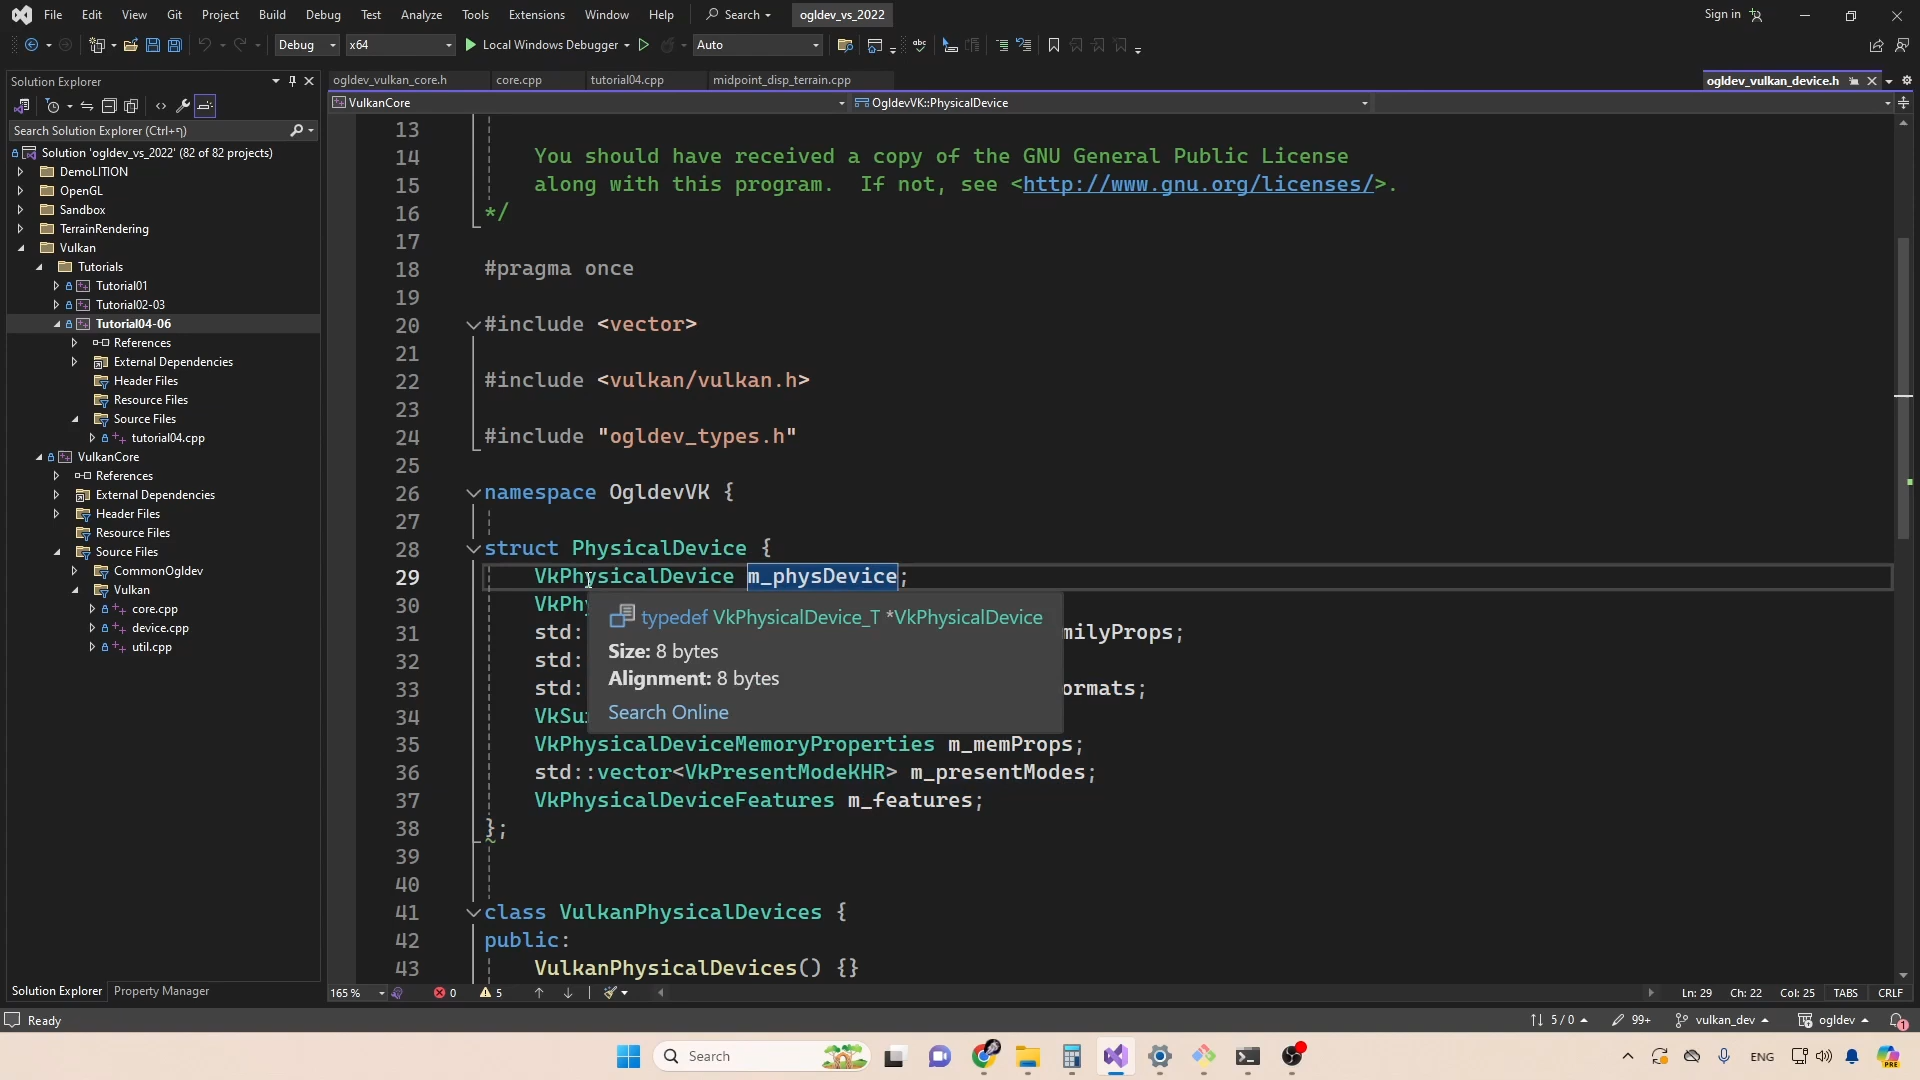 File Edit View Git Project Build Debug Test Analyze Tools Extensions Window Help Search ogldev_vs_2022 Sign in
Debug x64 Local Windows Debugger Auto
Solution Explorer
Search Solution Explorer (Ctrl+ף)
Solution 'ogldev_vs_2022' (82 of 82 projects)
DemoLITION
OpenGL
Sandbox
TerrainRendering
Vulkan
Tutorials
Tutorial01
Tutorial02-03
Tutorial04-06
References
External Dependencies
Header Files
Resource Files
Source Files
tutorial04.cpp
VulkanCore
References
External Dependencies
Header Files
Resource Files
Source Files
CommonOgldev
Vulkan
core.cpp
device.cpp
util.cpp
Solution Explorer Property Manager
ogldev_vulkan_core.h core.cpp tutorial04.cpp midpoint_disp_terrain.cpp ogldev_vulkan_device.h
VulkanCore OgldevVK::PhysicalDevice
13
14 You should have received a copy of the GNU General Public License
15 along with this program. If not, see <http://www.gnu.org/licenses/>.
16 */
17
18 #pragma once
19
20 #include <vector>
21
22 #include <vulkan/vulkan.h>
23
24 #include "ogldev_types.h"
25
26 namespace OgldevVK {
27
28 struct PhysicalDevice {
29 VkPhysicalDevice m_physDevice;
30 VkPhy
typedef VkPhysicalDevice_T *VkPhysicalDevice
31 std: milyProps;
Size: 8 bytes
32 std:
Alignment: 8 bytes
33 std: ormats;
Search Online
34 VkSu
35 VkPhysicalDeviceMemoryProperties m_memProps;
36 std::vector<VkPresentModeKHR> m_presentModes;
37 VkPhysicalDeviceFeatures m_features;
38 };
39
40
41 class VulkanPhysicalDevices {
42 public:
43 VulkanPhysicalDevices() {}
165 % 0 5 Ln: 29 Ch: 22 Col: 25 TABS CRLF
Ready 5 / 0 99+ vulkan_dev ogldev 1
Search ENG PRE